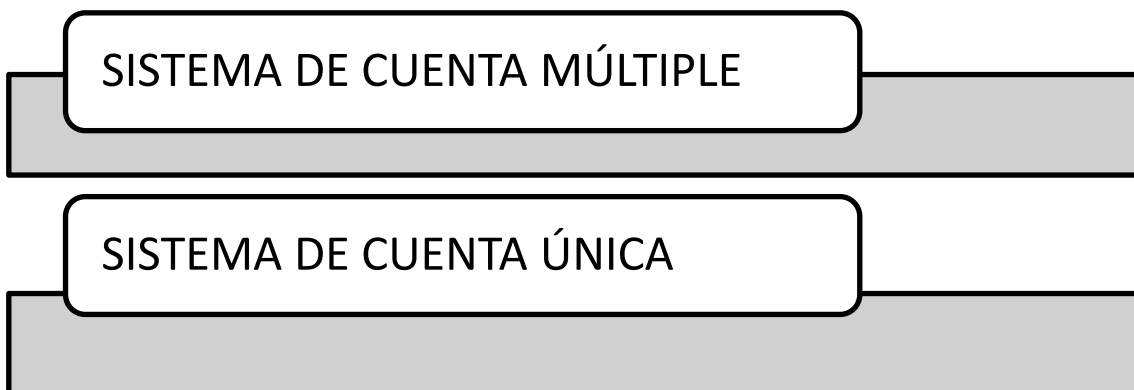 SISTEMA DE CUENTA MÚLTIPLE
SISTEMA DE CUENTA ÚNICA